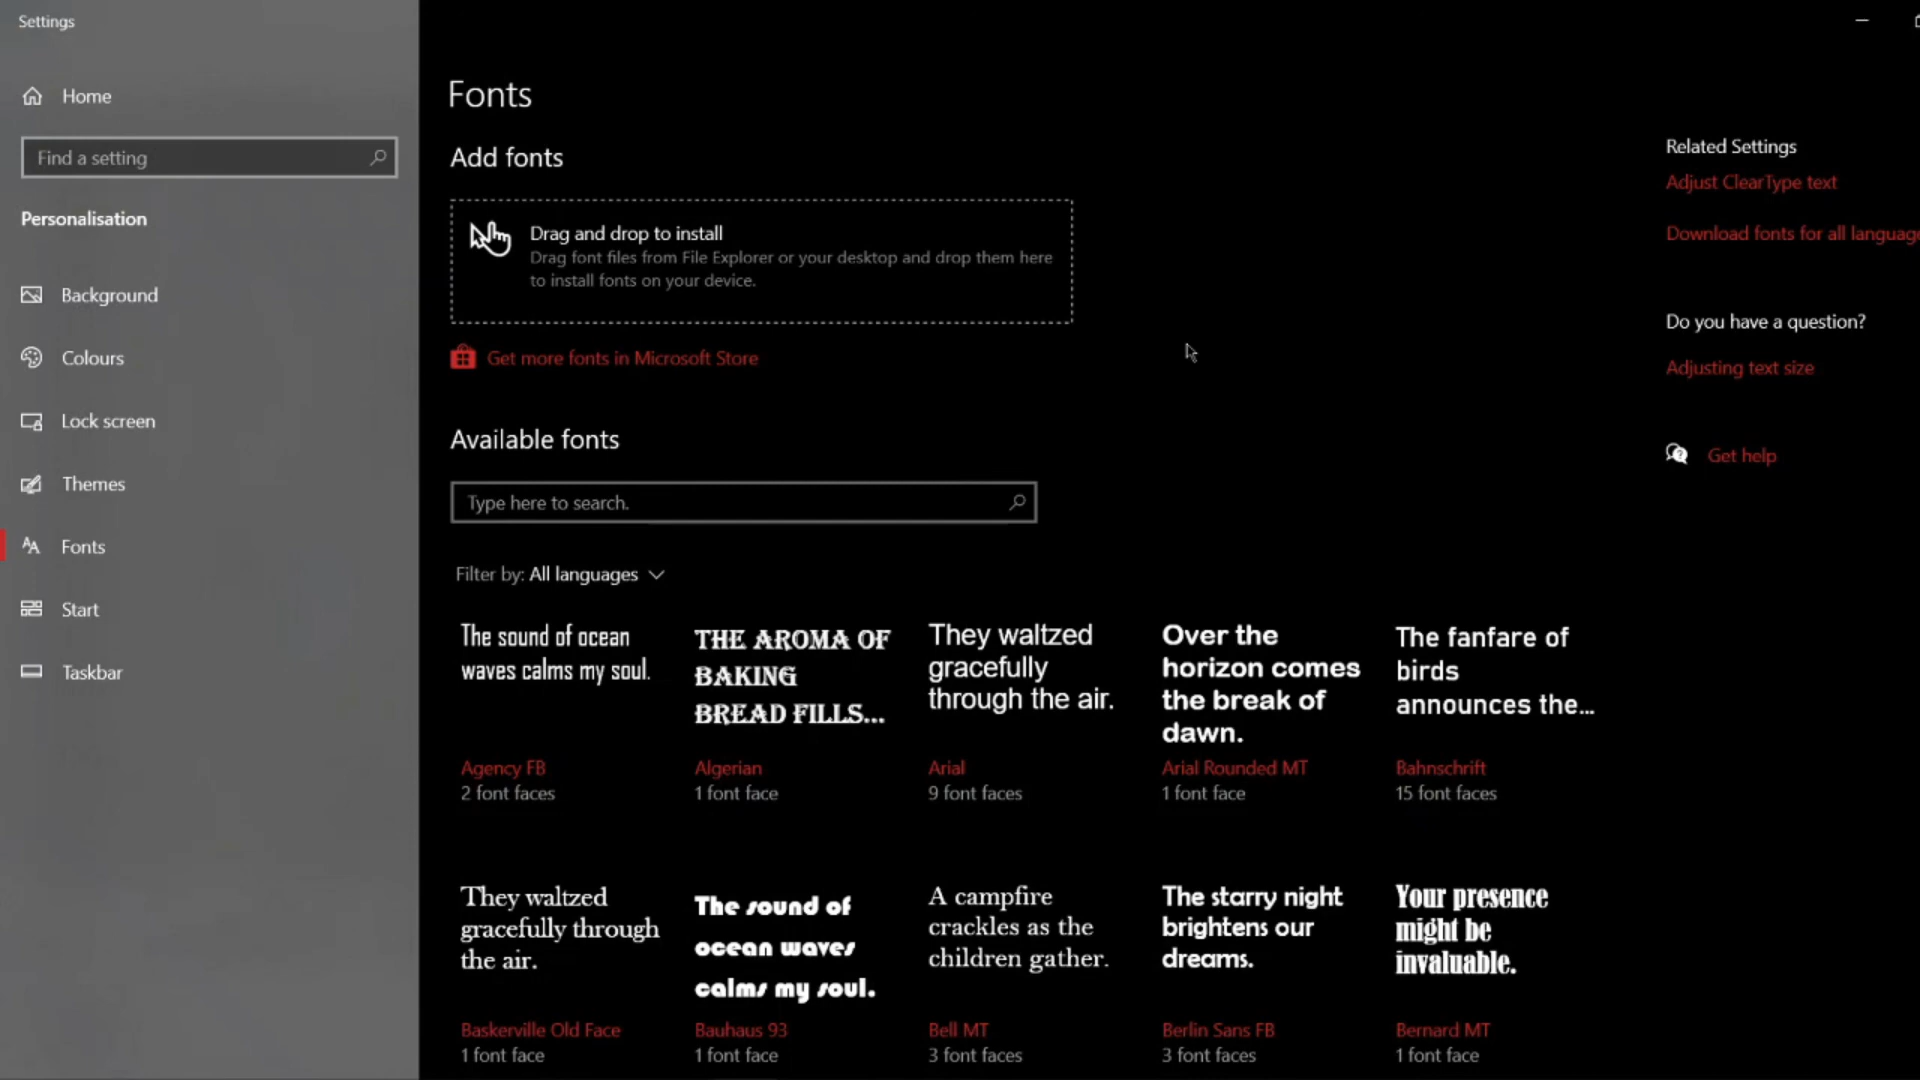 Settings
Home
Find a setting
Personalisation
Background
Colours
Lock screen
Themes
Fonts
Start
Taskbar
Fonts
Add fonts
Drag and drop to install
Drag font files from File Explorer or your desktop and drop them here
to install fonts on your device.
Get more fonts in Microsoft Store
Available fonts
Type here to search.
Filter by: All languages
The sound of ocean
waves calms my soul.
Agency FB
2 font faces
THE AROMA OF
BAKING
BREAD FILLS...
Algerian
1 font face
They waltzed
gracefully
through the air.
Arial
9 font faces
Over the
horizon comes
the break of
dawn.
Arial Rounded MT
1 font face
The fanfare of
birds
announces the...
Bahnschrift
15 font faces
They waltzed
gracefully through
the air.
Baskerville Old Face
1 font face
The sound of
ocean waves
calms my soul.
Bauhaus 93
1 font face
A campfire
crackles as the
children gather.
Bell MT
3 font faces
The starry night
brightens our
dreams.
Berlin Sans FB
3 font faces
Your presence
might be
invaluable.
Bernard MT
1 font face
Related Settings
Adjust ClearType text
Download fonts for all language
Do you have a question?
Adjusting text size
Get help